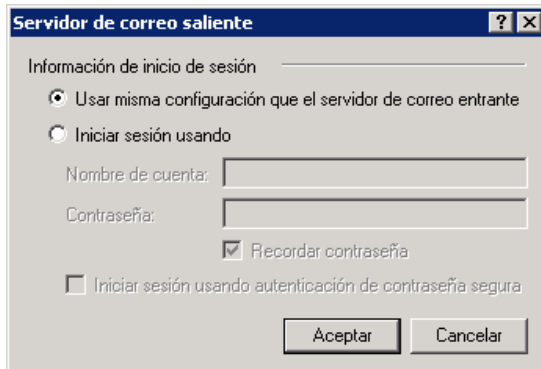 Servidor de correo saliente
Información de inicio de sesión
Usar misma configuración que el servidor de correo entrante
Iniciar sesión usando
Nombre de cuenta:
Contraseña:
Recordar contraseña
Iniciar sesión usando autenticación de contraseña segura
Aceptar Cancelar